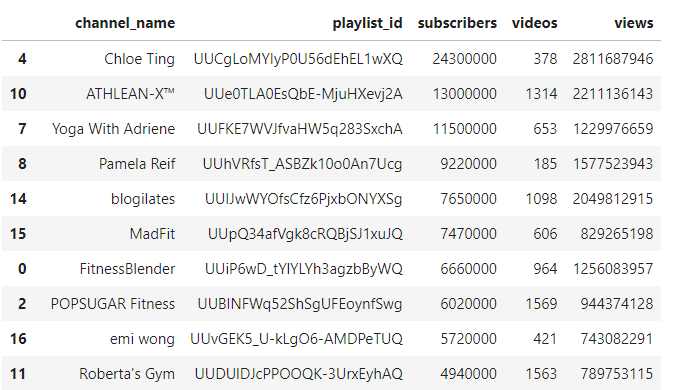 channel_name playlist_id subscribers videos views
4 Chloe Ting UUCgLoMYIyP0U56dEhEL1wXQ 24300000 378 2811687946
10 ATHLEAN-X™ UUe0TLA0EsQbE-MjuHXevj2A 13000000 1314 2211136143
7 Yoga With Adriene UUFKE7WVJfvaHW5q283SxchA 11500000 653 1229976659
8 Pamela Reif UUhVRfsT_ASBZk10o0An7Ucg 9220000 185 1577523943
14 blogilates UUIJwWYOfsCfz6PjxbONYXSg 7650000 1098 2049812915
15 MadFit UUpQ34afVgk8cRQBjSJ1xuJQ 7470000 606 829265198
0 FitnessBlender UUiP6wD_tYlYLYh3agzbByWQ 6660000 964 1256083957
2 POPSUGAR Fitness UUBINFWq52ShSgUFEoynfSwg 6020000 1569 944374128
16 emi wong UUvGEK5_U-kLgO6-AMDPeTUQ 5720000 421 743082291
11 Roberta's Gym UUDUIDJcPPOOQK-3UrxEyhAQ 4940000 1563 789753115